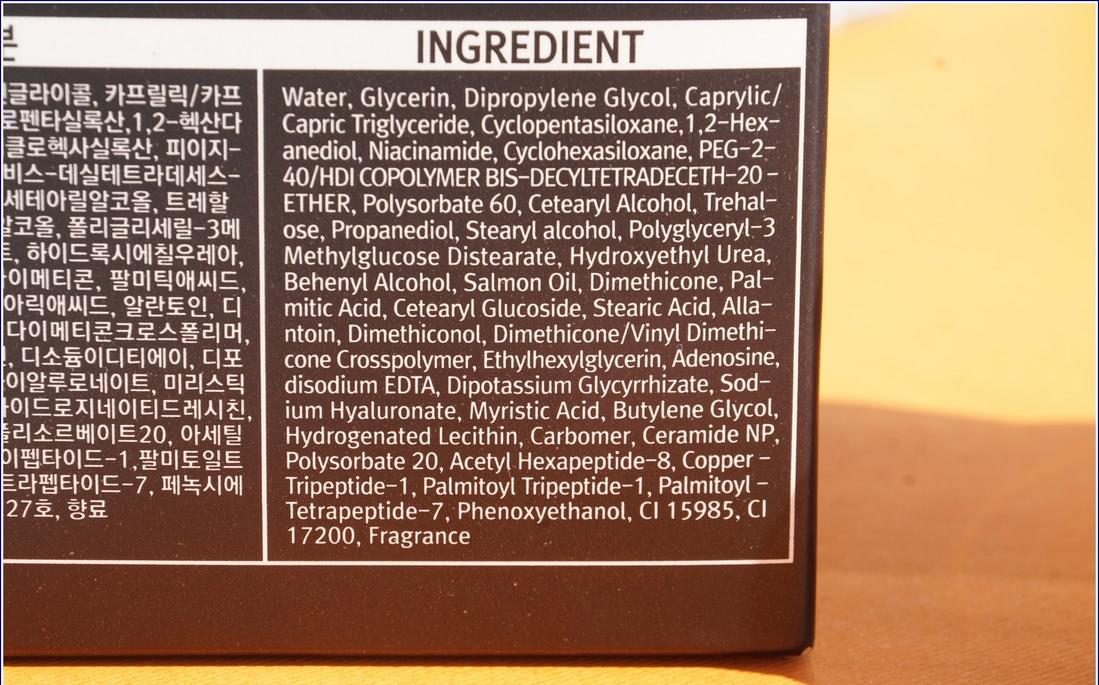 INGREDIENT
글라이콜, 카프릴릭/카프
로펜타실록산,1,2-헥산다
클로헥사실록산, 피이지-
비스-데실테트라데세스-
세테아릴알코올, 트레할
알코올, 폴리글리세릴-3메
하이드록시에칠우레아,
이메티콘, 팔미틱애씨드,
아릭애씨드, 알란토인, 디
다이메티콘크로스폴리머,
디소듐이디티에이, 디포
이알루로네이트, 미리스틱
하이드로지네이티드레시친,
폴리소르베이트20, 아세틸
이펩타이드-1,팔미토일트
트라펩타이드-7, 페녹시에
27호, 향료
Water, Glycerin, Dipropylene Glycol, Caprylic/
Capric Triglyceride, Cyclopentasiloxane,1,2-Hex-
anediol, Niacinamide, Cyclohexasiloxane, PEG-2-
40/HDI COPOLYMER BIS-DECYLTETRADECETH-20 -
ETHER, Polysorbate 60, Cetearyl Alcohol, Trehal-
ose, Propanediol, Stearyl alcohol, Polyglyceryl-3
Methylglucose Distearate, Hydroxyethyl Urea,
Behenyl Alcohol, Salmon Oil, Dimethicone, Pal-
mitic Acid, Cetearyl Glucoside, Stearic Acid, Alla-
ntoin, Dimethiconol, Dimethicone/Vinyl Dimethi-
cone Crosspolymer, Ethylhexylglycerin, Adenosine,
disodium EDTA, Dipotassium Glycyrrhizate, Sod-
ium Hyaluronate, Myristic Acid, Butylene Glycol,
Hydrogenated Lecithin, Carbomer, Ceramide NP,
Polysorbate 20, Acetyl Hexapeptide-8, Copper -
Tripeptide-1, Palmitoyl Tripeptide-1, Palmitoyl -
Tetrapeptide-7, Phenoxyethanol, CI 15985, CI
17200, Fragrance